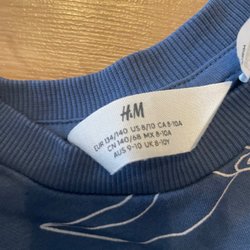 H&M
EUR 134/140 US 8/10 CA 8-10A
CN 140/68 MX 8-10A
AUS 9-10 UK 8-10Y